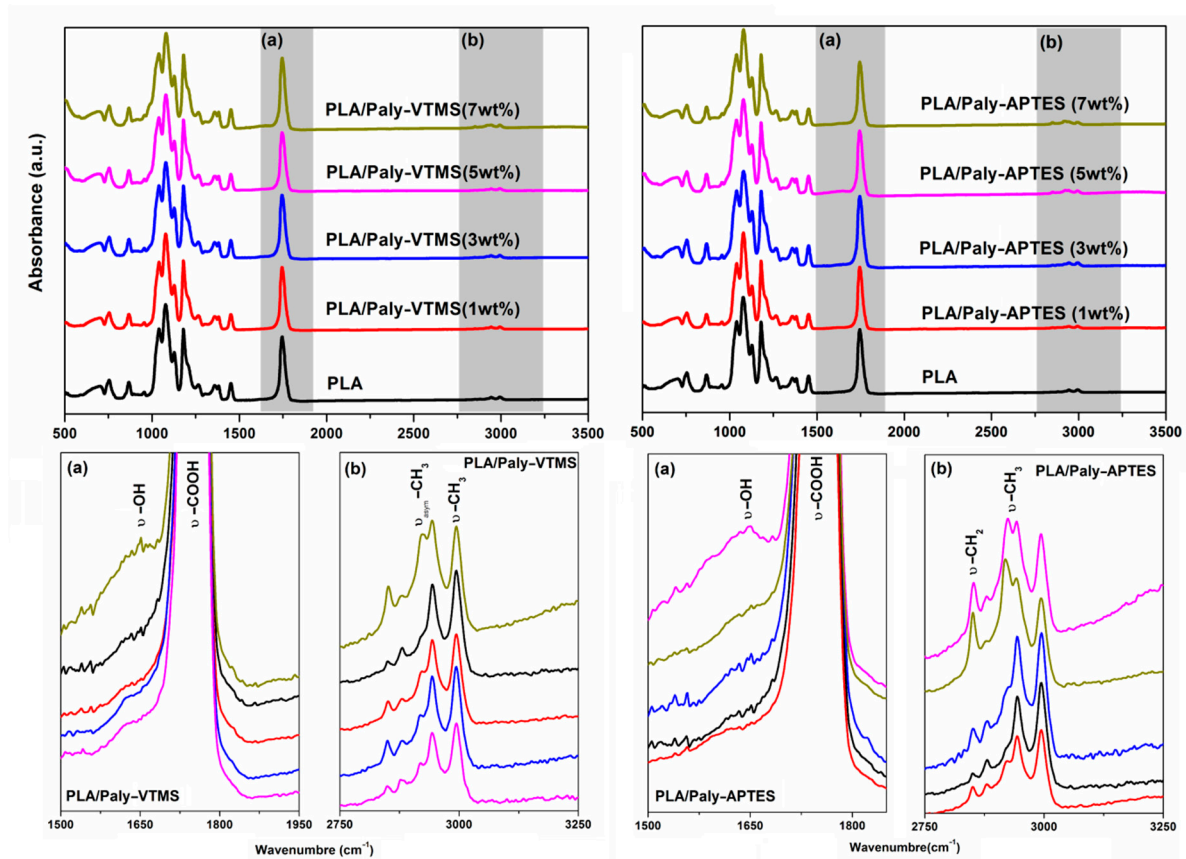 (a)
(b)
PLA/Paly-VTMS(7wt%)
PLA/Paly-VTMS(5wt%)
PLA/Paly-VTMS(3wt%)
PLA/Paly-VTMS(1wt%)
PLA
Absorbance (a.u.)
500 1000 1500 2000 2500 3000 3500
(a)
(b)
PLA/Paly-APTES (7wt%)
PLA/Paly-APTES (5wt%)
PLA/Paly-APTES (3wt%)
PLA/Paly-APTES (1wt%)
PLA
500 1000 1500 2000 2500 3000 3500
(a)
υ -OH
υ -COOH
PLA/Paly-VTMS
1500 1650 1800 1950
(b)
PLA/Paly-VTMS
υ asym -CH3
υ -CH3
2750 3000 3250
Wavenumbre (cm⁻¹)
(a)
υ -OH
υ -COOH
PLA/Paly-APTES
1500 1650 1800
(b)
PLA/Paly-APTES
υ -CH2
υ -CH3
2750 3000 3250
Wavenumbre(cm⁻¹)